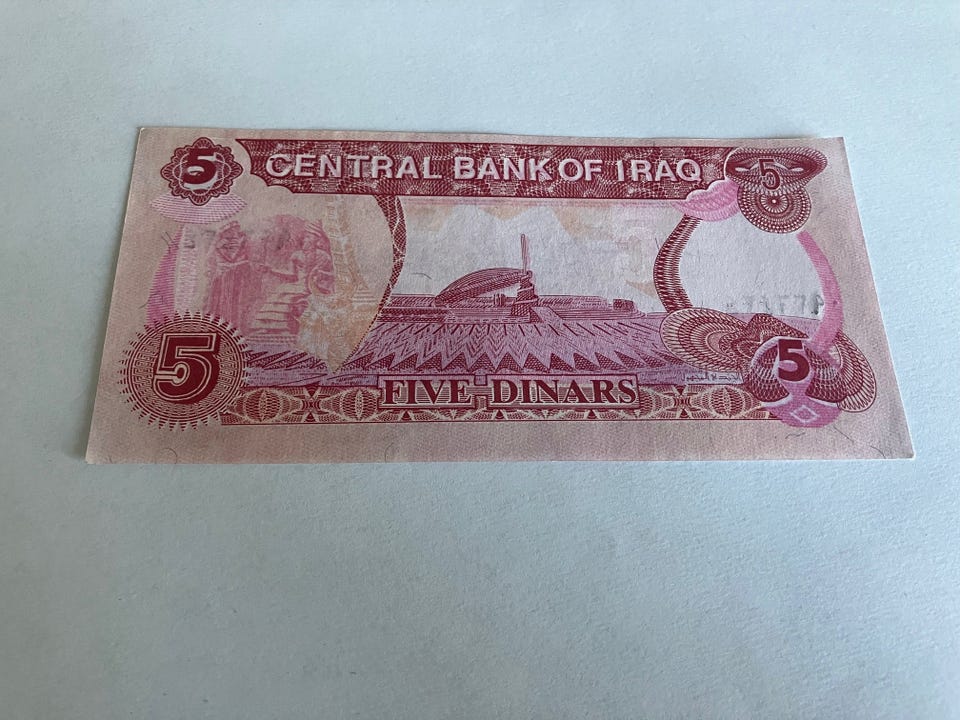 5 CENTRAL BANK OF IRAQ 5
5 FIVE DINARS 5